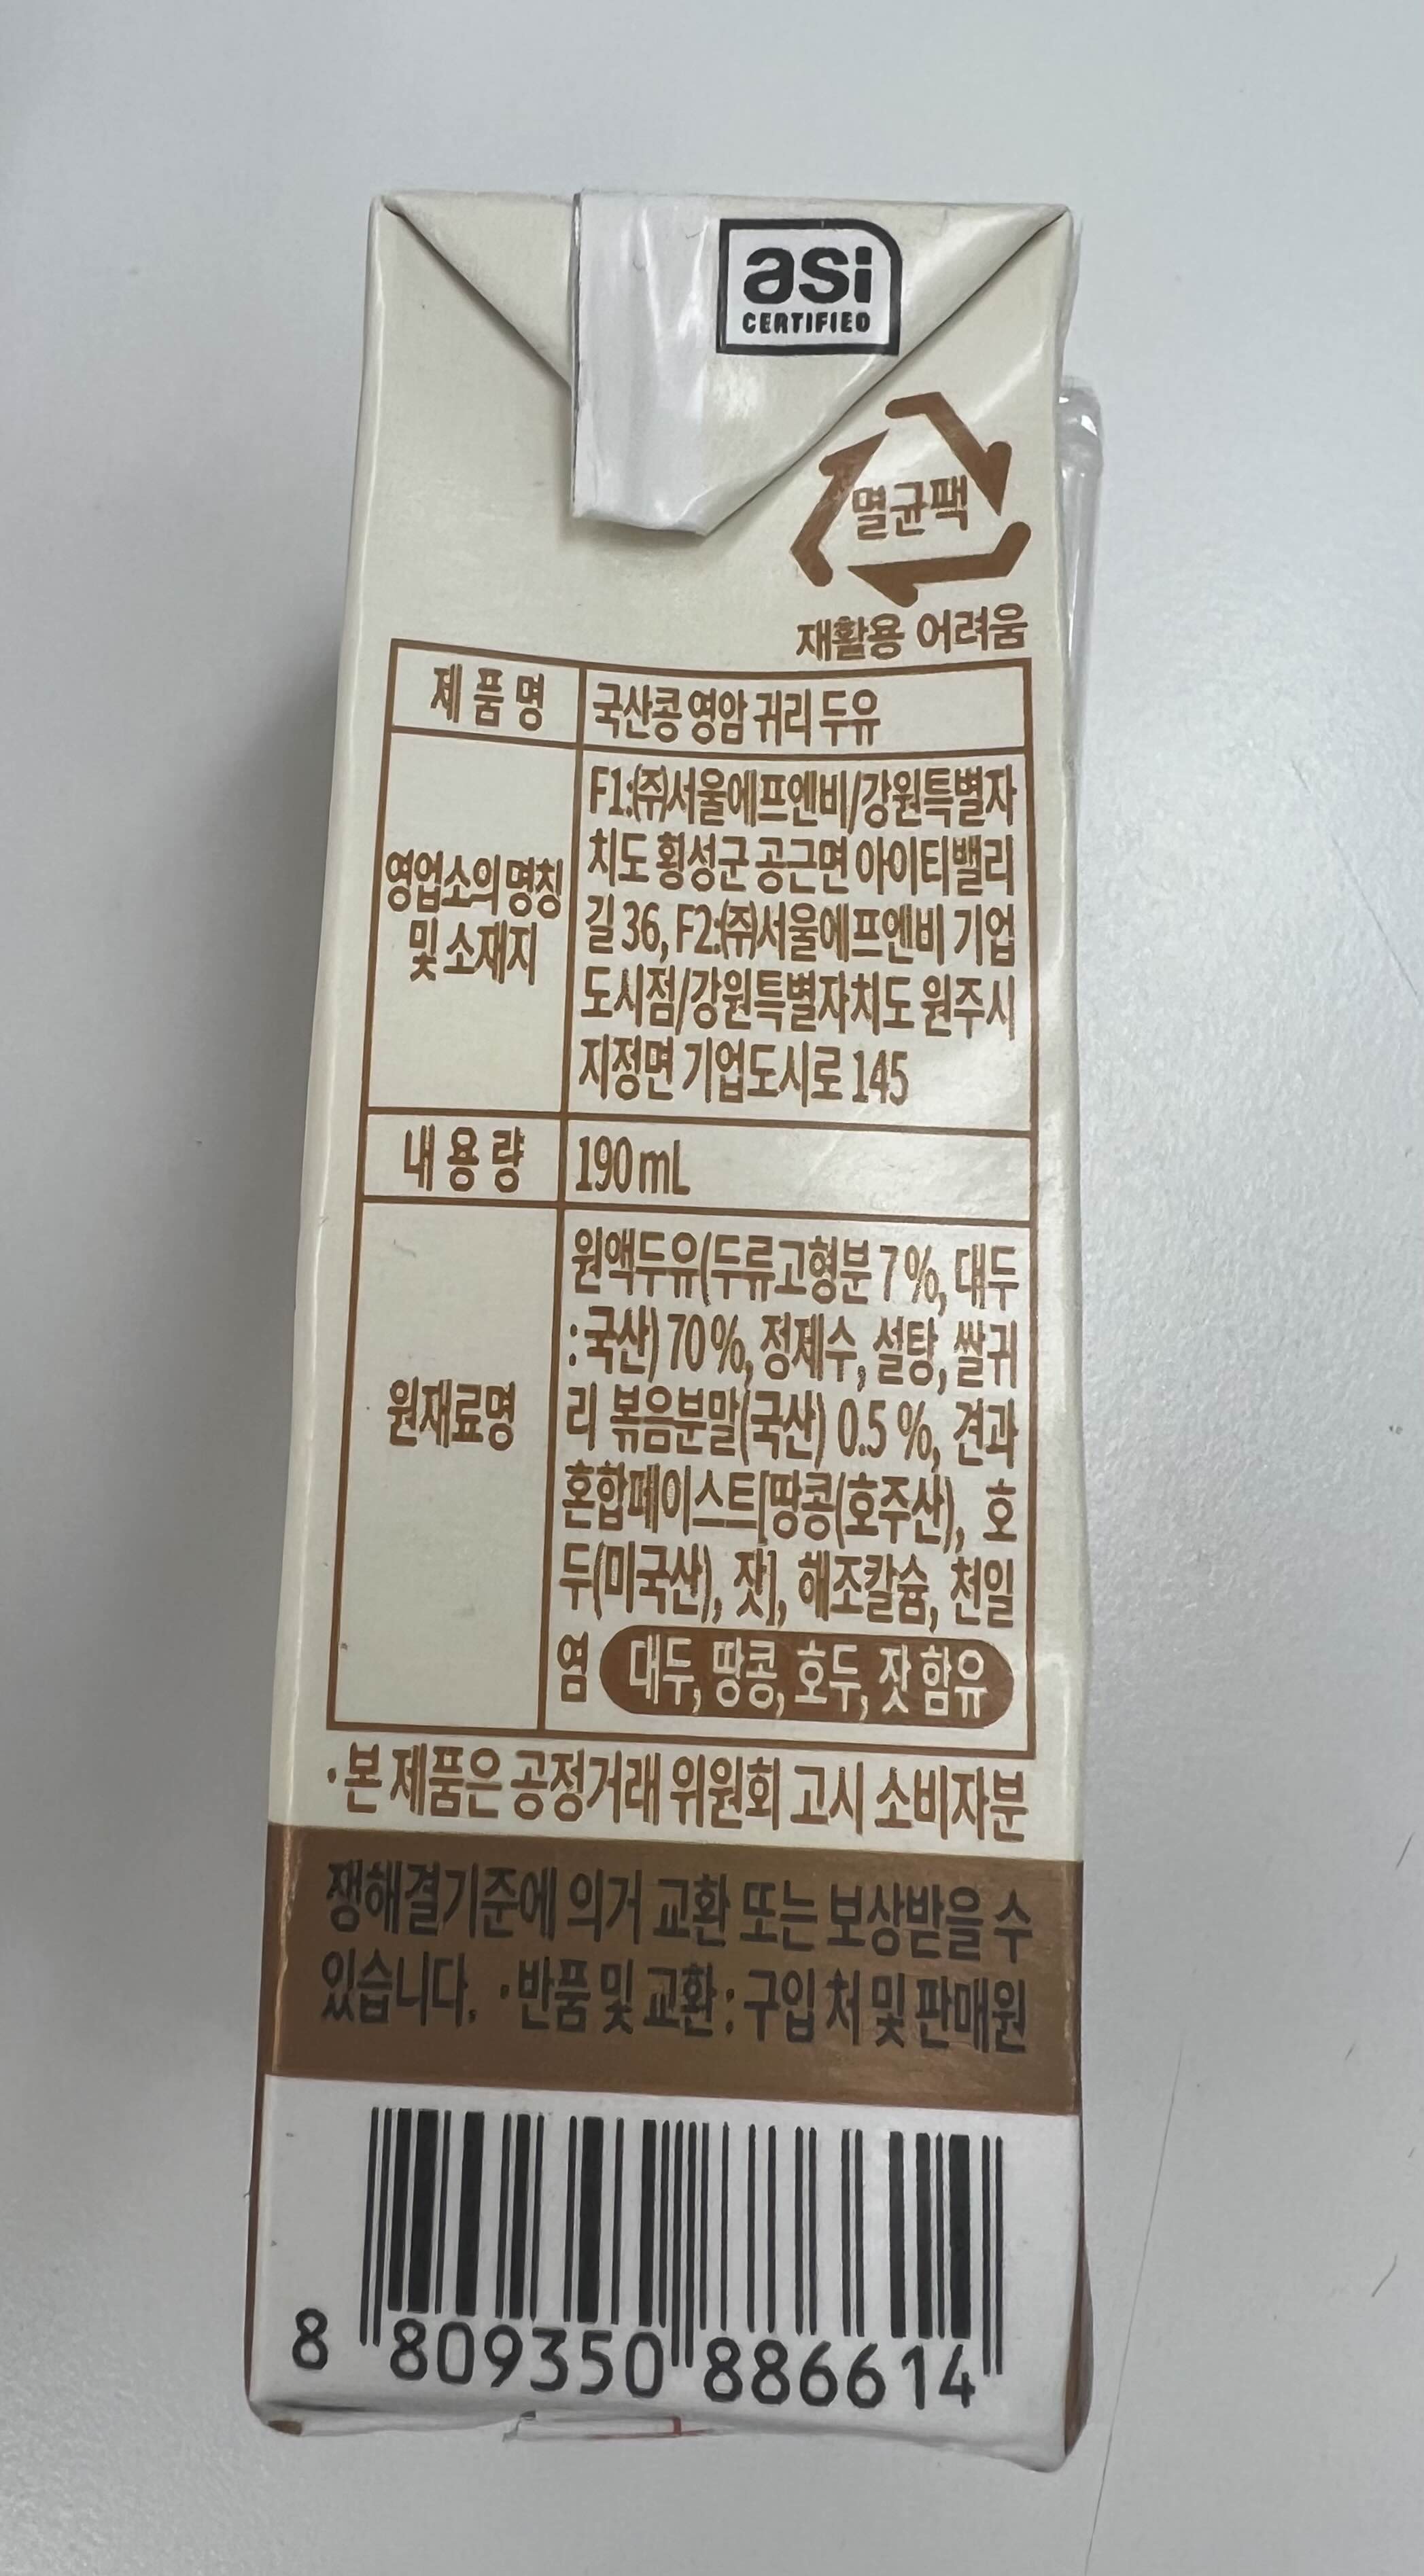 asi
CERTIFIED
멸균팩
재활용 어려움
제품명
국산콩 영암 귀리 두유
영업소의 명칭
및 소재지
F1:(주)서울에프엔비/강원특별자
치도 횡성군 공근면 아이티밸리
길 36, F2:(주)서울에프엔비 기업
도시점/강원특별자치도 원주시
지정면 기업도시로 145
내용량
190 mL
원재료명
원액두유(두류고형분 7 %, 대두
: 국산) 70 %, 정제수, 설탕, 쌀귀
리 볶음분말(국산) 0.5 %, 견과
혼합페이스트[땅콩(호주산), 호
두(미국산), 잣], 해조칼슘, 천일
염 대두, 땅콩, 호두, 잣 함유
·본 제품은 공정거래 위원회 고시 소비자분
쟁해결기준에 의거 교환 또는 보상받을 수
있습니다. ·반품 및 교환 : 구입 처 및 판매원
8 809350 886614